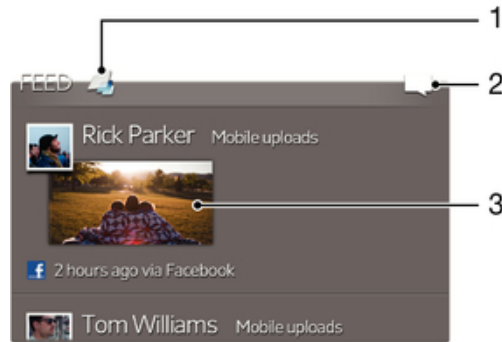 1
FEED
2
Rick Parker Mobile uploads
3
f 2 hours ago via Facebook
Tom Williams Mobile uploads